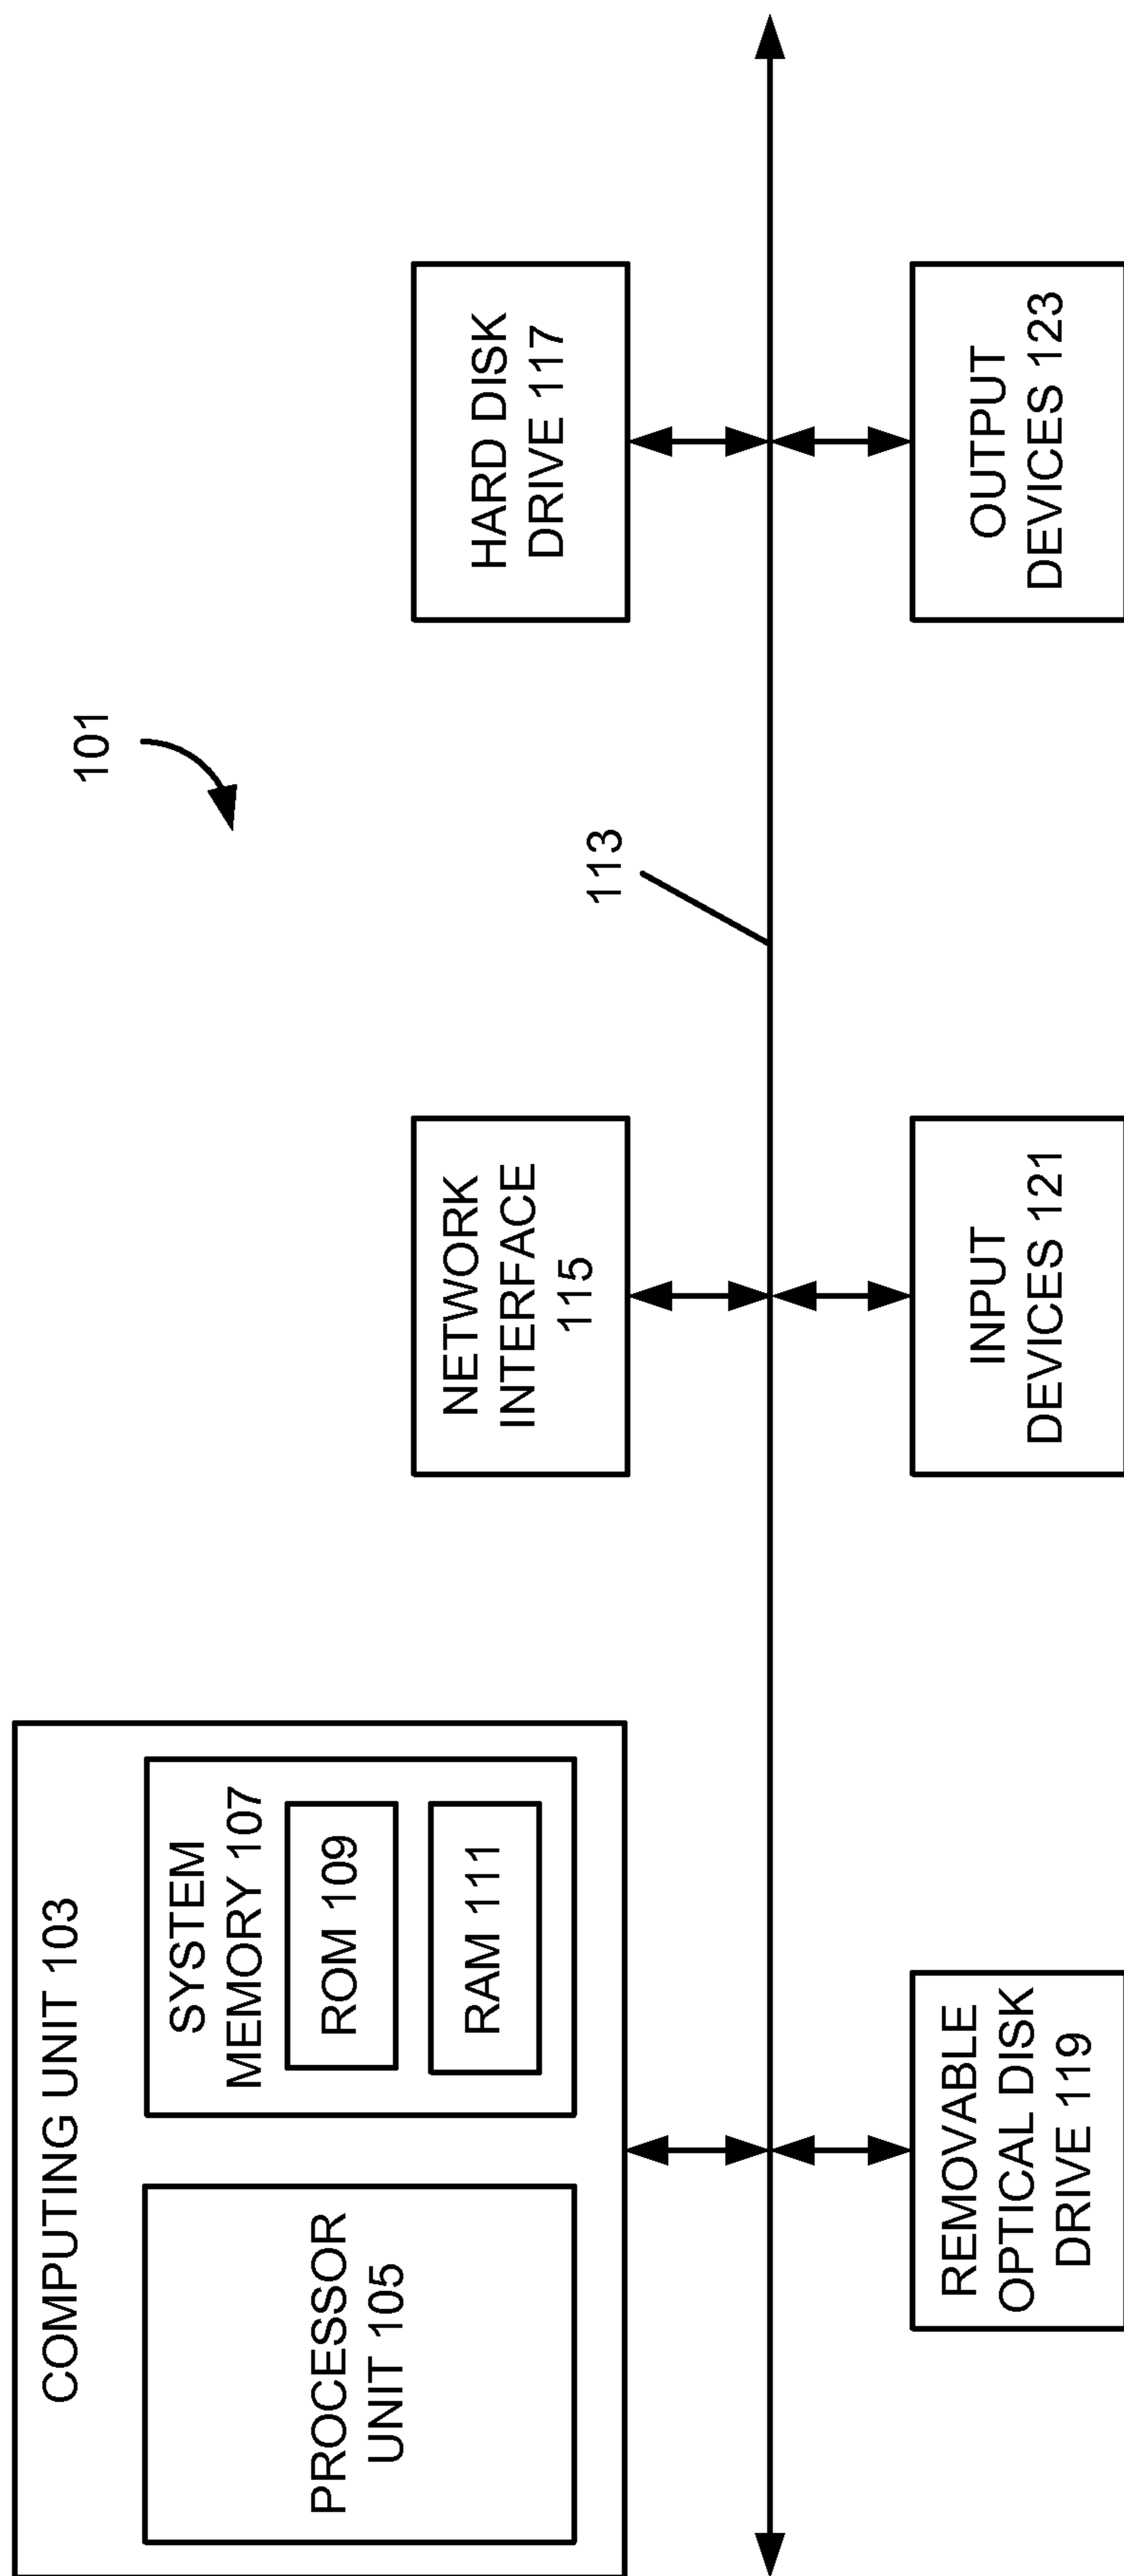 101
COMPUTING UNIT 103
PROCESSOR
UNIT 105
SYSTEM
MEMORY 107
ROM 109
RAM 111
NETWORK
INTERFACE
115
HARD DISK
DRIVE 117
113
REMOVABLE
OPTICAL DISK
DRIVE 119
INPUT
DEVICES 121
OUTPUT
DEVICES 123